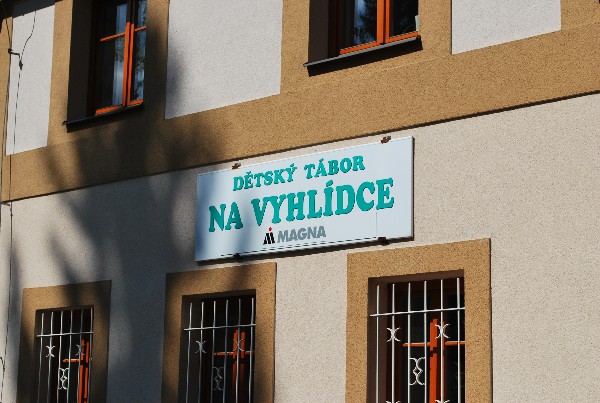 DĚTSKÝ TÁBOR
NA VYHLÍDCE
MAGNA